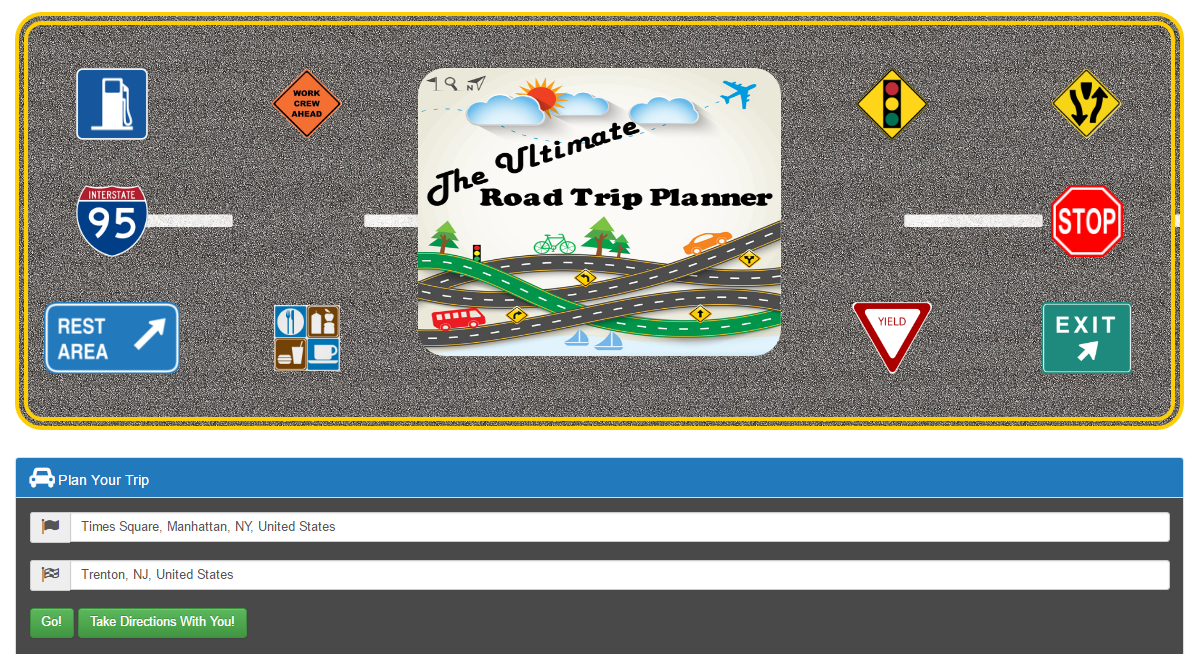 WORK
CREW
AHEAD
N
The Ultimate
Road Trip Planner
INTERSTATE
95
STOP
REST
AREA
YIELD
EXIT
Plan Your Trip
Times Square, Manhattan, NY, United States
Trenton, NJ, United States
Go!
Take Directions With You!